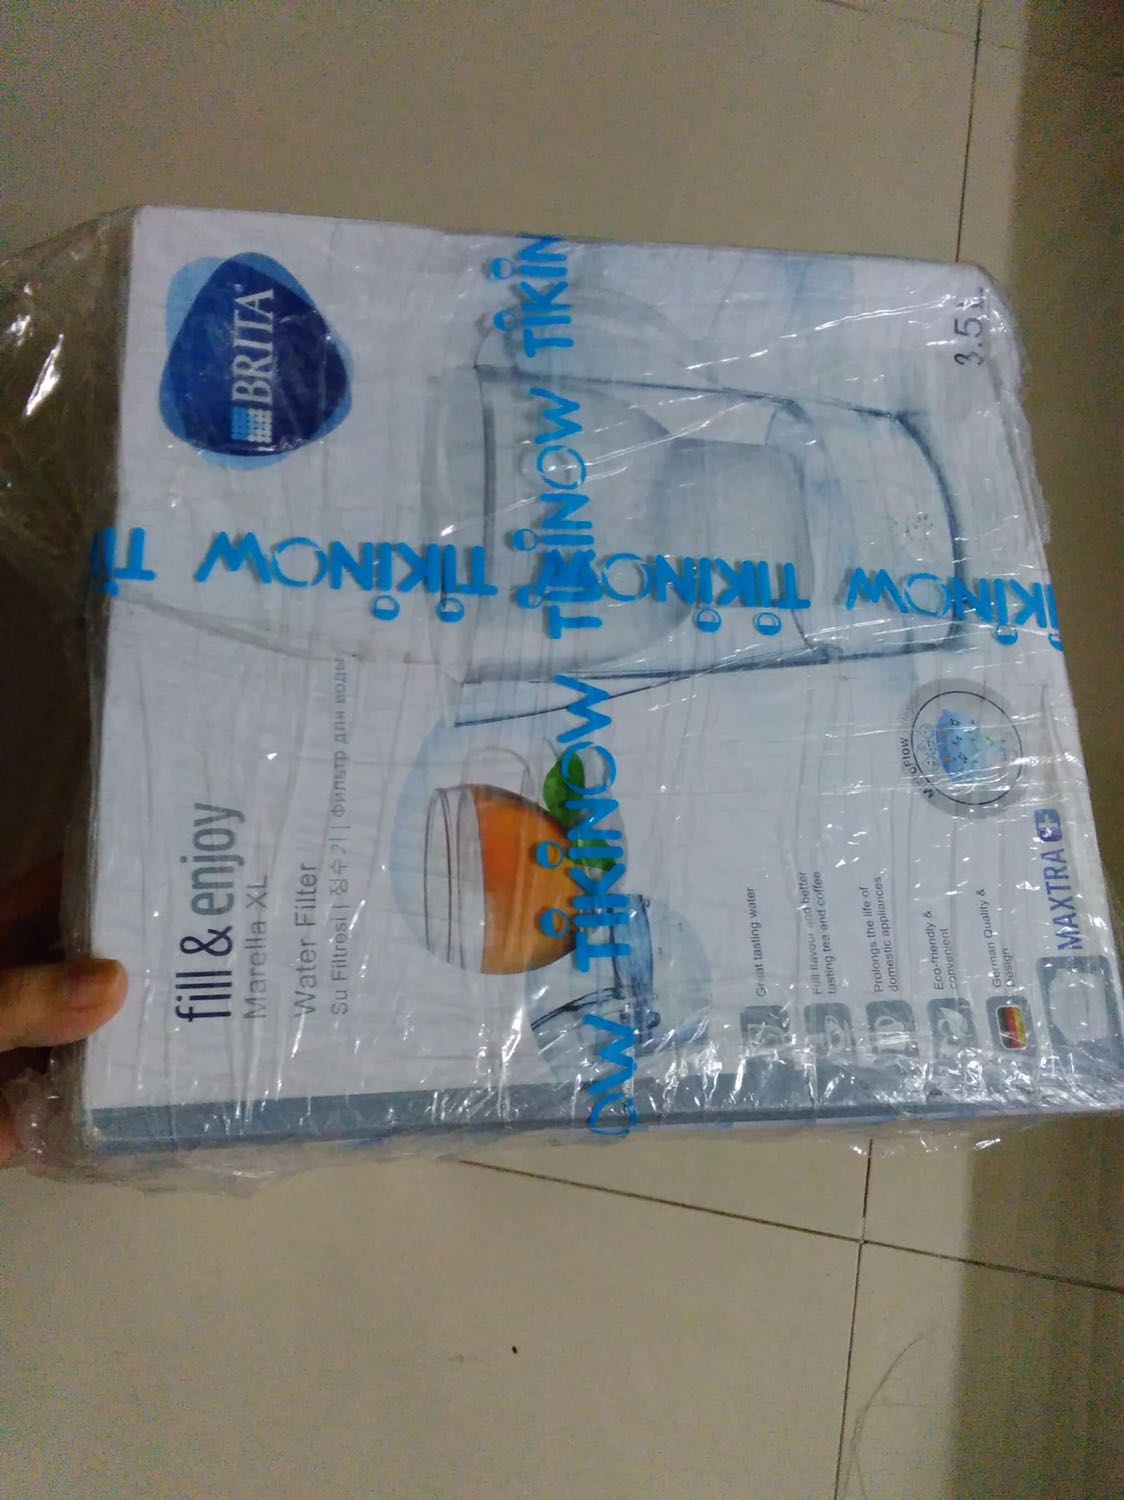 BRITA
fill & enjoy
Marella XL
Water Filter
Su Filtresi | 정수기 | Фильтр для воды
3.5L
TIKINOW TIKINOW TIKINOW
TIKINOW TIKINOW TIKINOW
Great tasting water
Full flavour and better
tasting tea and coffee
Prolongs the life of
domestic appliances
Eco-friendly &
convenient
German Quality &
Design
MicroFlow
MAXTRA+